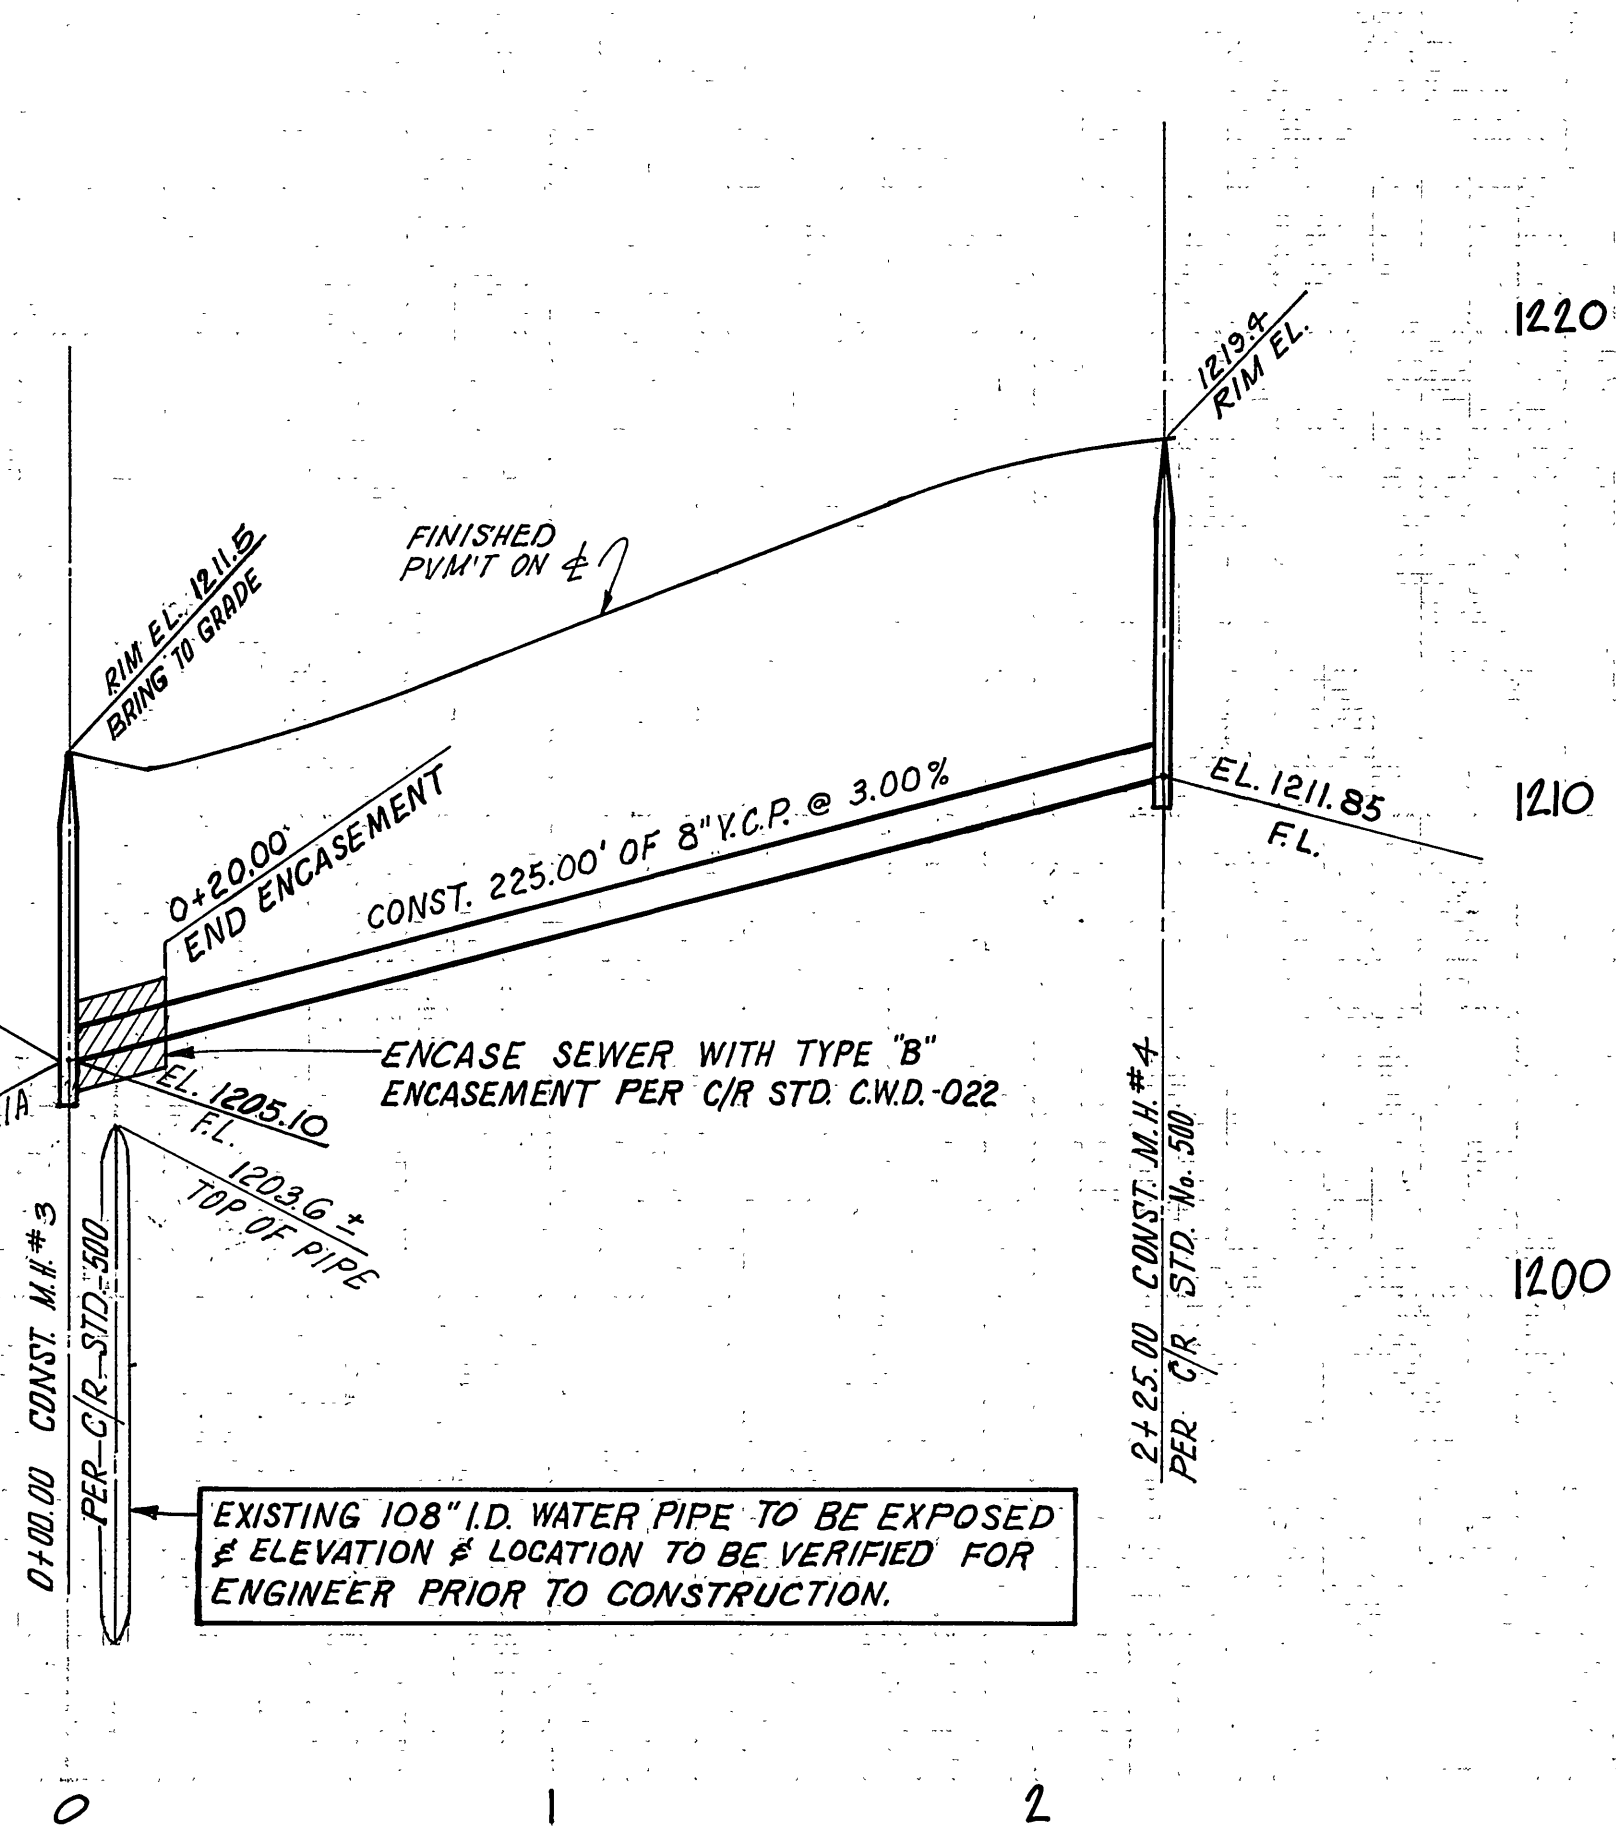 1220
1219.4
RIM EL.
FINISHED
PVM'T ON ℄
RIM EL. 1211.5
BRING TO GRADE
1210
EL. 1211.85
F.L.
CONST. 225.00' OF 8" V.C.P. @ 3.00%
0+20.00
END ENCASEMENT
ENCASE SEWER WITH TYPE "B"
ENCASEMENT PER C/R STD. C.W.D.-022
1A
EL. 1205.10
F.L.
1203.6 ±
TOP OF PIPE
1200
0+00.00 CONST. M.H. #3
PER C/R STD. 500
2+25.00 CONST. M.H. #4
PER C/R STD. No. 500
EXISTING 108" I.D. WATER PIPE TO BE EXPOSED
& ELEVATION & LOCATION TO BE VERIFIED FOR
ENGINEER PRIOR TO CONSTRUCTION.
0 1 2